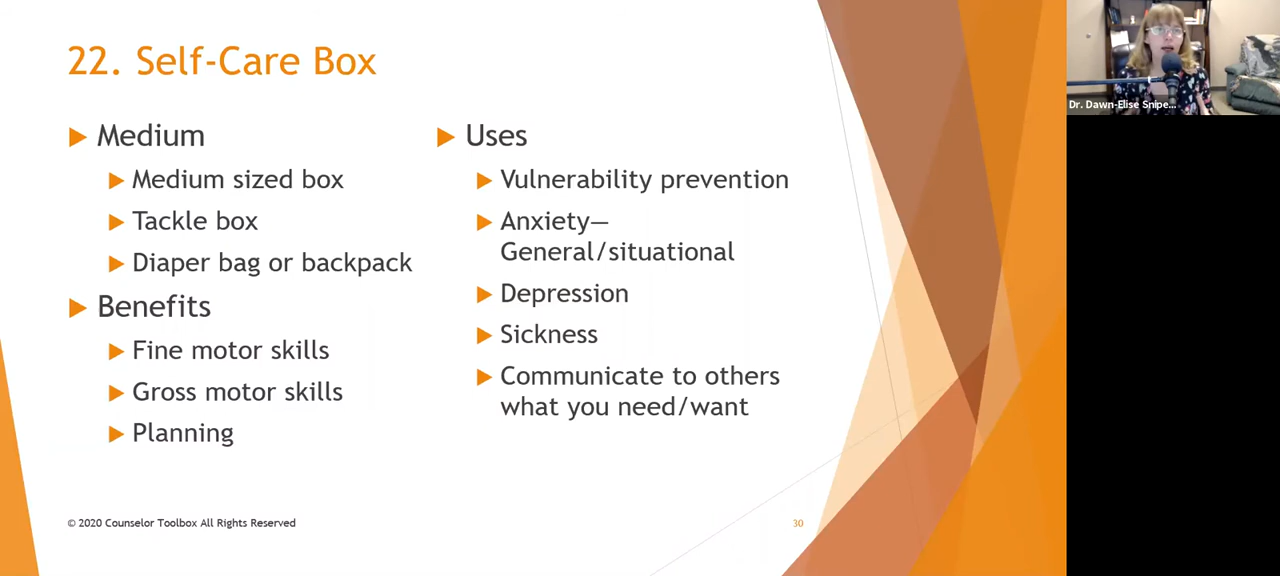 22. Self-Care Box
Medium
Medium sized box
Tackle box
Diaper bag or backpack
Benefits
Fine motor skills
Gross motor skills
Planning
Uses
Vulnerability prevention
Anxiety—
General/situational
Depression
Sickness
Communicate to others
what you need/want
© 2020 Counselor Toolbox All Rights Reserved
30
Dr. Dawn-Elise Snipe...